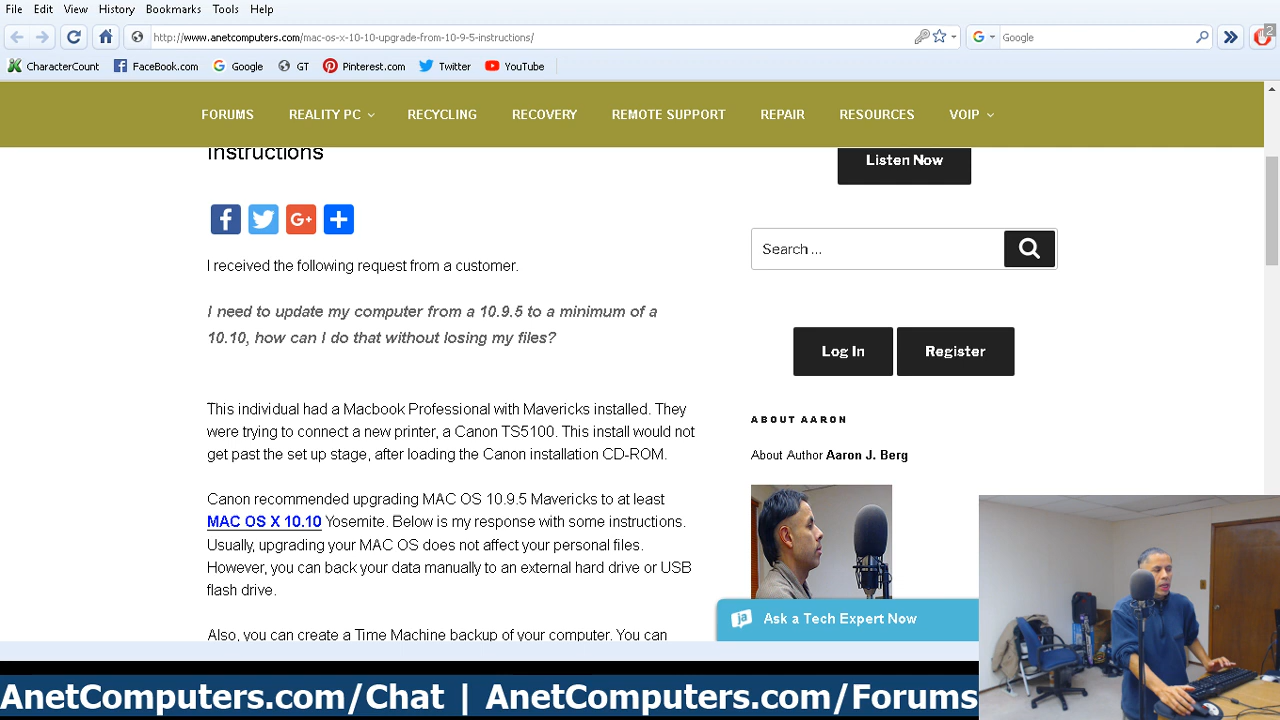 File Edit View History Bookmarks Tools Help
http://www.anetcomputers.com/mac-os-x-10-10-upgrade-from-10-9-5-instructions/
Google
2
CharacterCount FaceBook.com Google GT Pinterest.com Twitter YouTube
FORUMS REALITY PC RECYCLING RECOVERY REMOTE SUPPORT REPAIR RESOURCES VOIP
Instructions
Listen Now
I received the following request from a customer.
I need to update my computer from a 10.9.5 to a minimum of a
10.10, how can I do that without losing my files?
This individual had a Macbook Professional with Mavericks installed. They
were trying to connect a new printer, a Canon TS5100. This install would not
get past the set up stage, after loading the Canon installation CD-ROM.
Canon recommended upgrading MAC OS 10.9.5 Mavericks to at least
MAC OS X 10.10 Yosemite. Below is my response with some instructions.
Usually, upgrading your MAC OS does not affect your personal files.
However, you can back your data manually to an external hard drive or USB
flash drive.
Also, you can create a Time Machine backup of your computer. You can
Search ...
Log In Register
ABOUT AARON
About Author Aaron J. Berg
Ask a Tech Expert Now
AnetComputers.com/Chat | AnetComputers.com/Forums